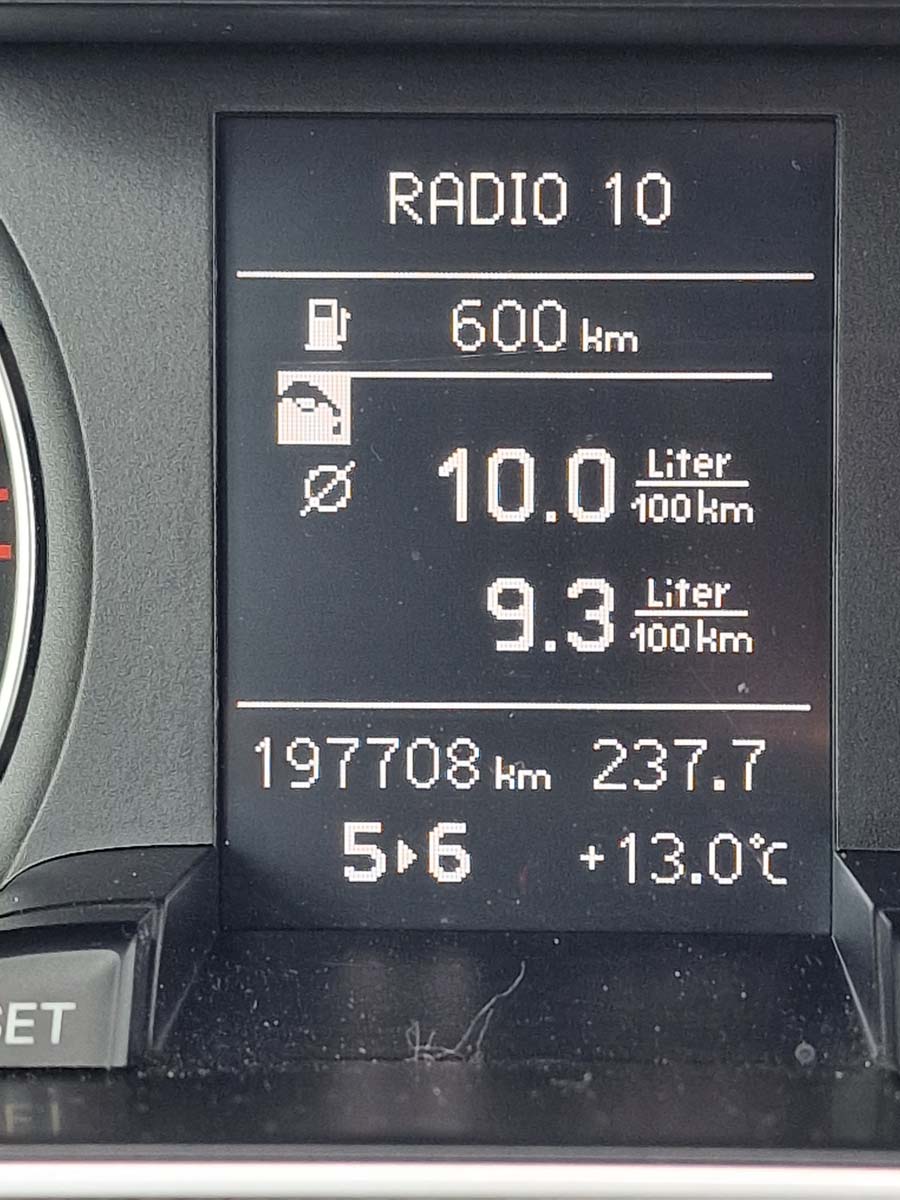 RADIO 10
600 km
Ø 10.0 Liter
100 km
9.3 Liter
100 km
197708 km 237.7
5▸6 +13.0°C
SET